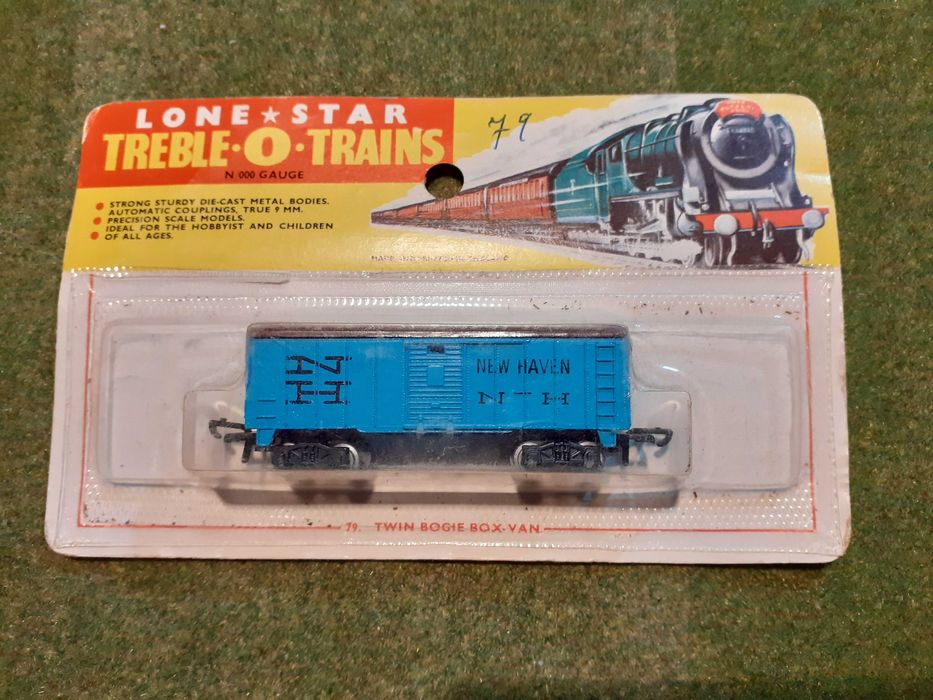 LONE★STAR
TREBLE·O·TRAINS
N 000 GAUGE
79
• STRONG STURDY DIE-CAST METAL BODIES.
AUTOMATIC COUPLINGS, TRUE 9 MM.
• PRECISION SCALE MODELS.
IDEAL FOR THE HOBBYIST AND CHILDREN
• OF ALL AGES.
NEW HAVEN
N H
79. TWIN BOGIE BOX-VAN